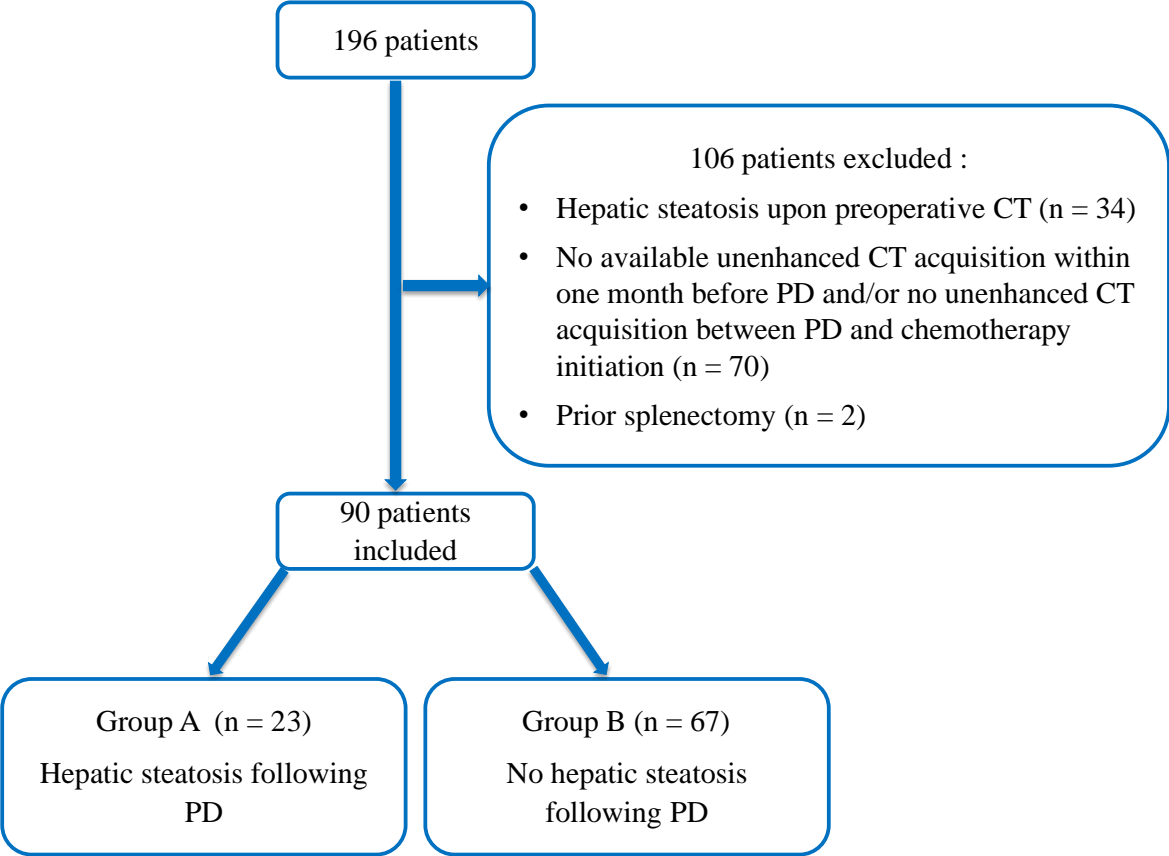 196 patients
106 patients excluded :
• Hepatic steatosis upon preoperative CT (n = 34)
• No available unenhanced CT acquisition within
one month before PD and/or no unenhanced CT
acquisition between PD and chemotherapy
initiation (n = 70)
• Prior splenectomy (n = 2)
90 patients
included
Group A (n = 23)
Hepatic steatosis following
PD
Group B (n = 67)
No hepatic steatosis
following PD